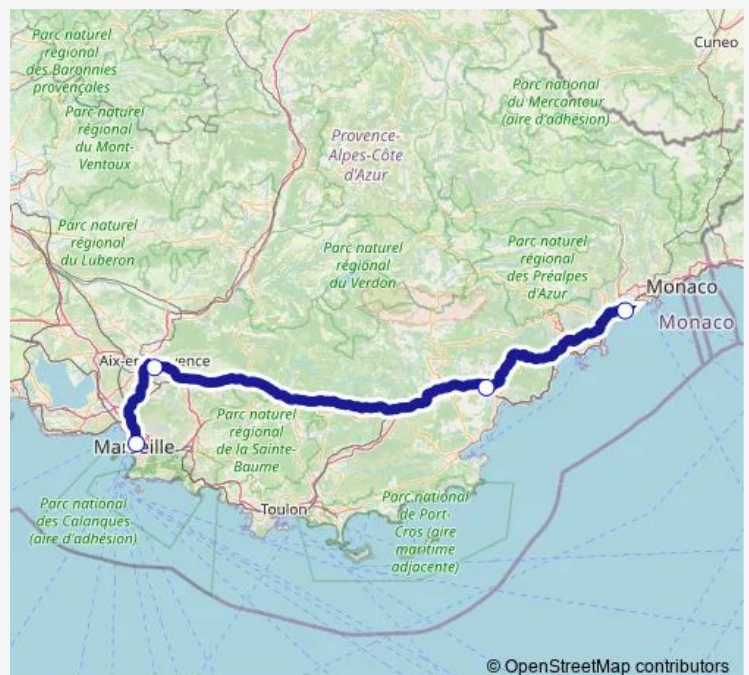 Parc naturel
régional
des Baronnies
provençales
Cuneo
Parc national
du Mercantour
(aire d'adhésion)
Parc naturel
régional
du Mont-
Ventoux
Provence-
Alpes-Côte
d'Azur
Parc naturel
régional
du Luberon
Parc naturel
régional
du Verdon
Parc naturel
régional
des Préalpes
d'Azur
Monaco
Monaco
Parc naturel
régional
de la Sainte-
Baume
Toulon
Parc national
des Calanques
(aire d'adhésion)
Parc national
de Port-
Cros (aire
maritime
adjacente)
© OpenStreetMap contributors